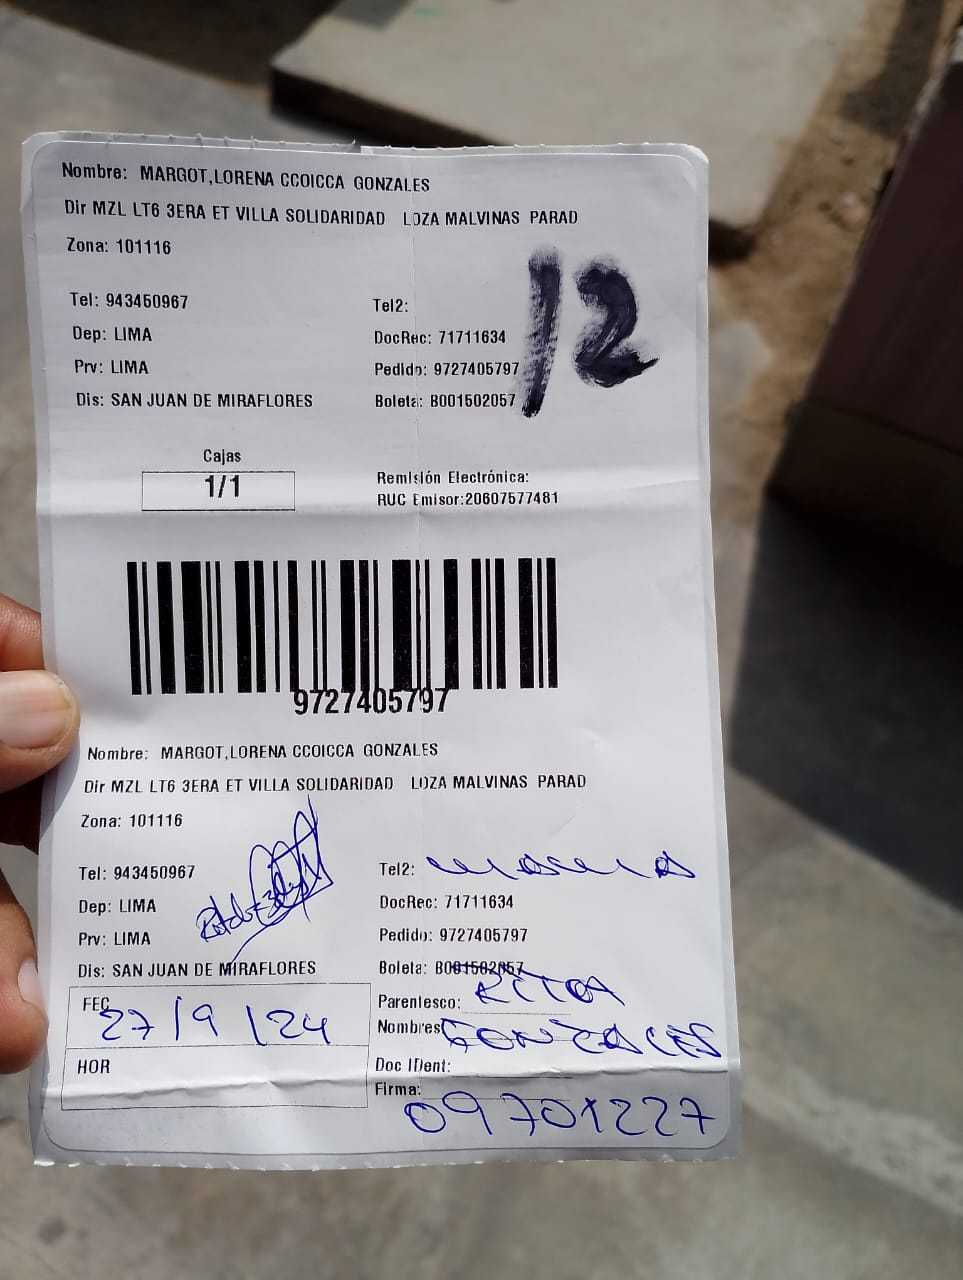 Nombre: MARGOT,LORENA CCOICCA GONZALES
Dir MZL LT6 3ERA ET VILLA SOLIDARIDAD LOZA MALVINAS PARAD
Zona: 101116
12
Tel: 943450967 Tel2:
Dep: LIMA DocRec: 71711634
Prv: LIMA Pedido: 9727405797
Dis: SAN JUAN DE MIRAFLORES Boleta: B001502057
Cajas
1/1
Remisión Electrónica:
RUC Emisor:20607577481
9727405797
Nombre: MARGOT,LORENA CCOICCA GONZALES
Dir MZL LT6 3ERA ET VILLA SOLIDARIDAD LOZA MALVINAS PARAD
Zona: 101116
Tel: 943450967 Tel2: mama
Dep: LIMA DocRec: 71711634
Prv: LIMA Pedido: 9727405797
Dis: SAN JUAN DE MIRAFLORES Boleta: B001502057
FEC 27/9/24 Parentesco: RITA
Nombres GONZALES
HOR Doc IDent:
Firma: 09701227